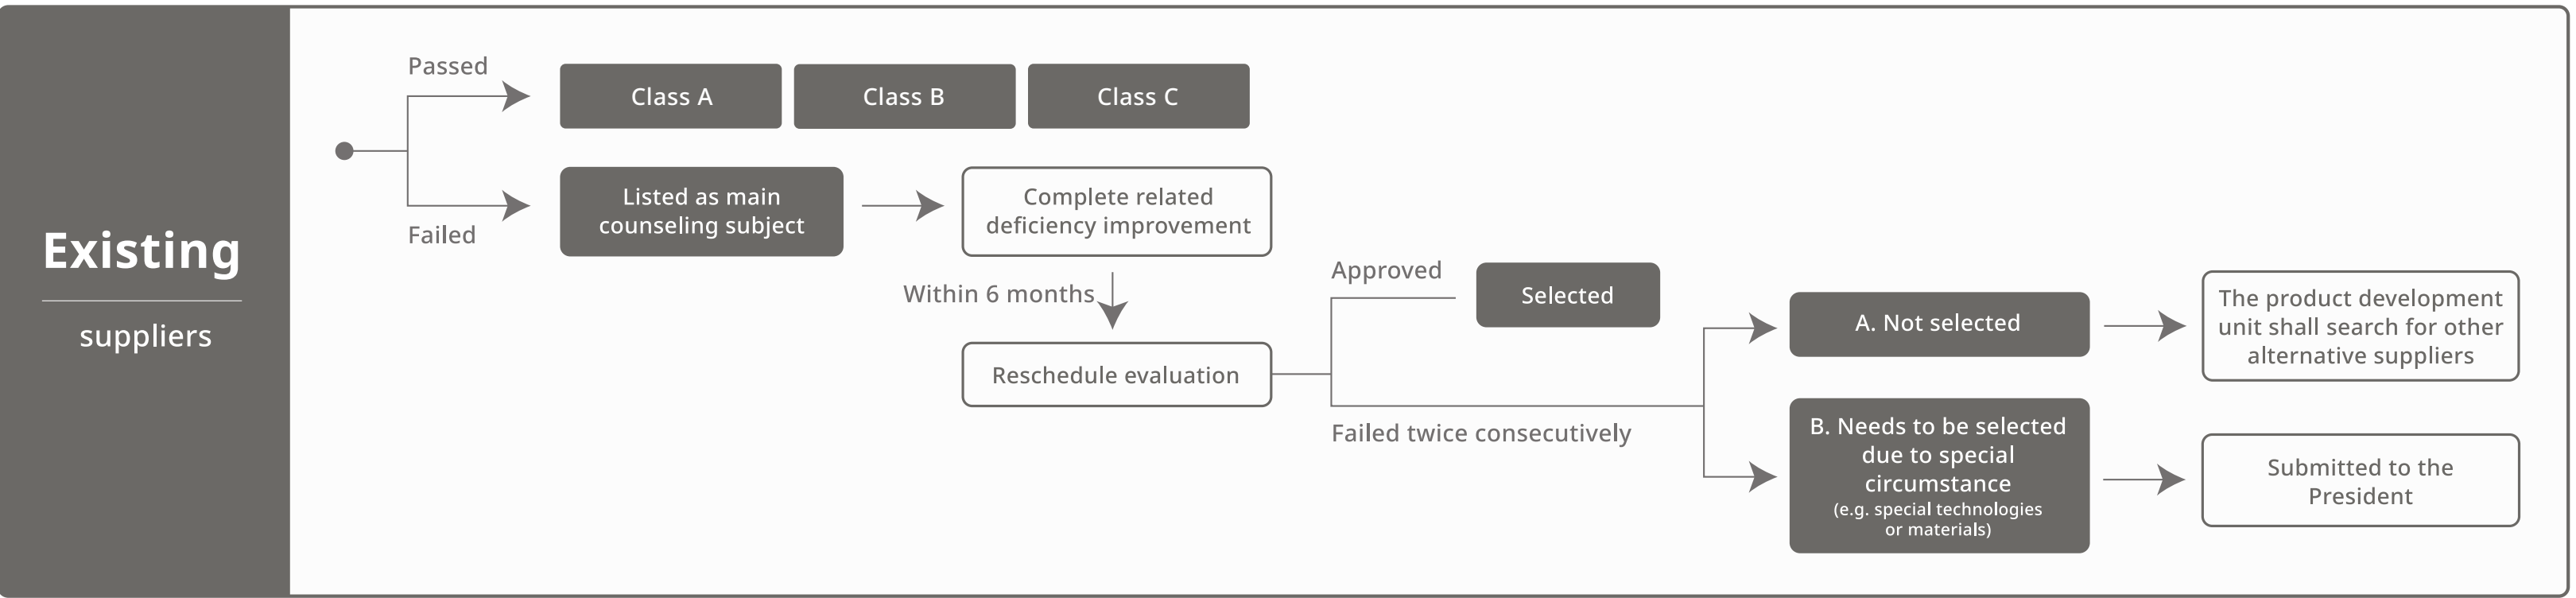 Existing
suppliers
Passed
Class A
Class B
Class C
Failed
Listed as main
counseling subject
Complete related
deficiency improvement
Within 6 months
Reschedule evaluation
Approved
Selected
Failed twice consecutively
A. Not selected
The product development
unit shall search for other
alternative suppliers
B. Needs to be selected
due to special
circumstance
(e.g. special technologies
or materials)
Submitted to the
President